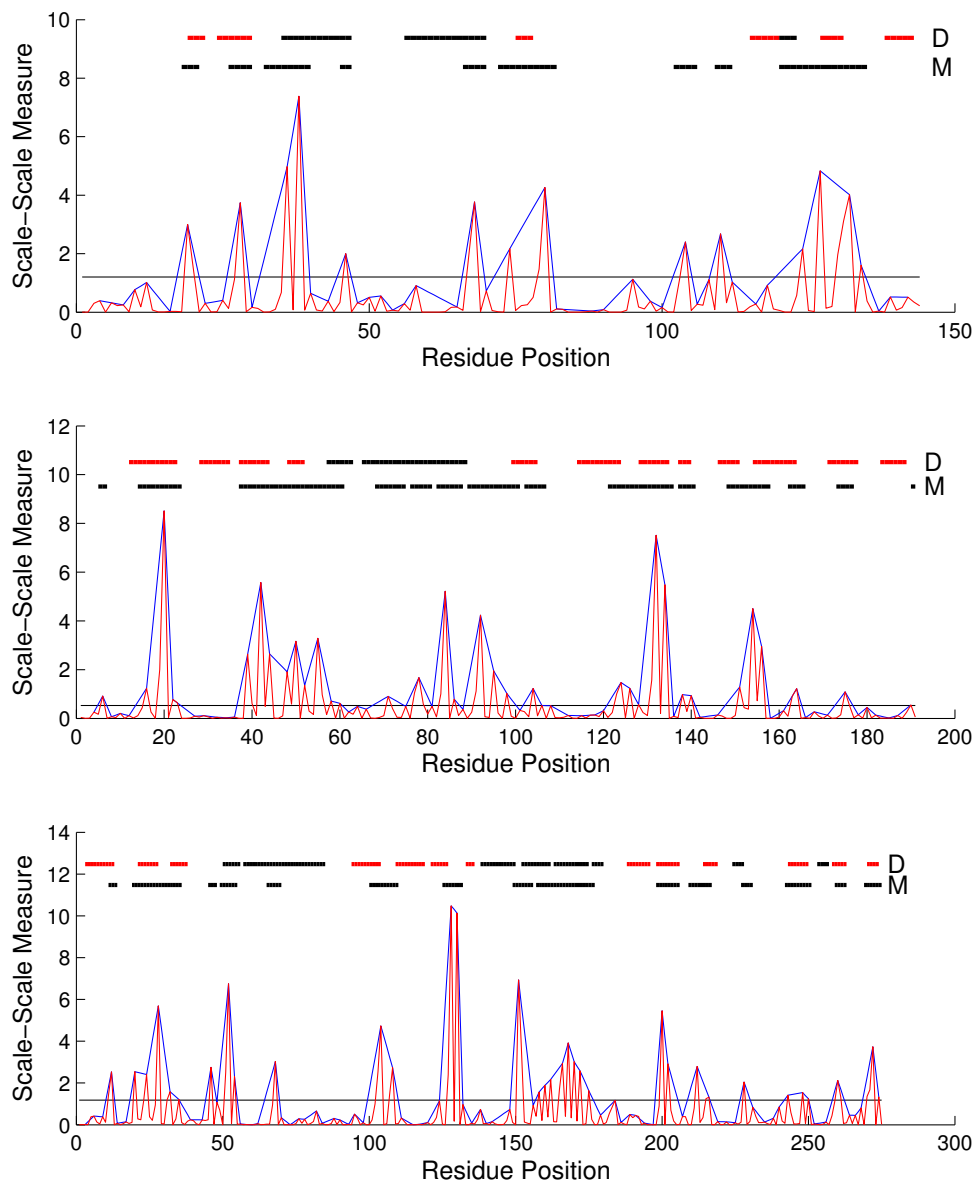 10
8
6
4
2
0
Scale-Scale Measure
D
M
0 50 100 150
Residue Position
12
10
8
6
4
2
0
Scale-Scale Measure
D
M
0 20 40 60 80 100 120 140 160 180 200
Residue Position
14
12
10
8
6
4
2
0
Scale-Scale Measure
D
M
0 50 100 150 200 250 300
Residue Position